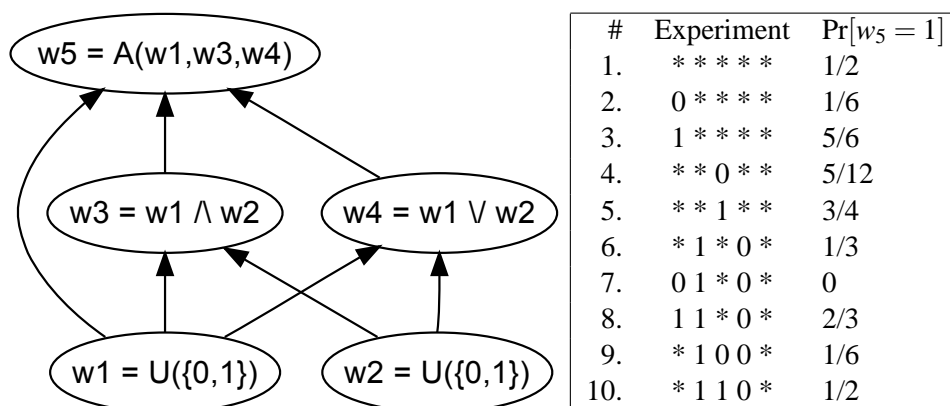 w5 = A(w1,w3,w4)
w3 = w1 /\ w2
w4 = w1 \/ w2
w1 = U({0,1})
w2 = U({0,1})
# Experiment Pr[w5 = 1]
1. * * * * * 1/2
2. 0 * * * * 1/6
3. 1 * * * * 5/6
4. * * 0 * * 5/12
5. * * 1 * * 3/4
6. * 1 * 0 * 1/3
7. 0 1 * 0 * 0
8. 1 1 * 0 * 2/3
9. * 1 0 0 * 1/6
10. * 1 1 0 * 1/2